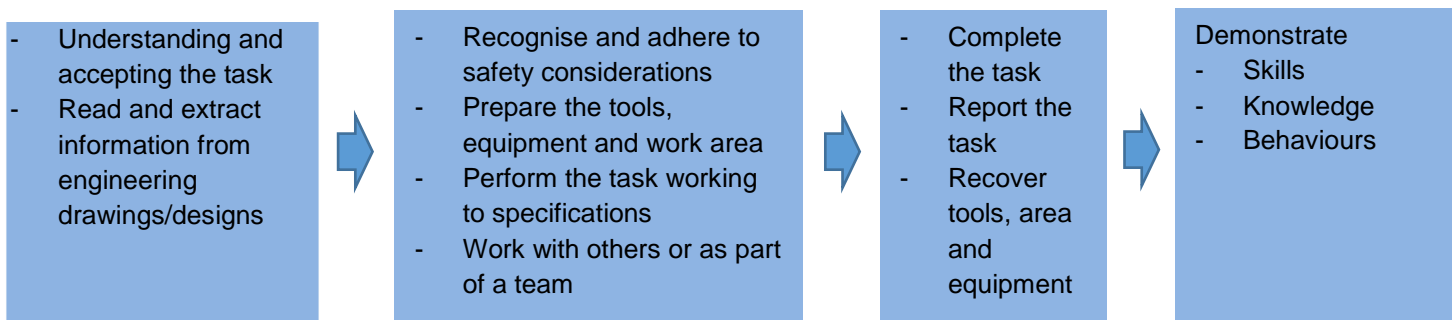 - Understanding and
accepting the task
- Read and extract
information from
engineering
drawings/designs
- Recognise and adhere to
safety considerations
- Prepare the tools,
equipment and work area
- Perform the task working
to specifications
- Work with others or as part
of a team
- Complete
the task
- Report the
task
- Recover
tools, area
and
equipment
Demonstrate
- Skills
- Knowledge
- Behaviours